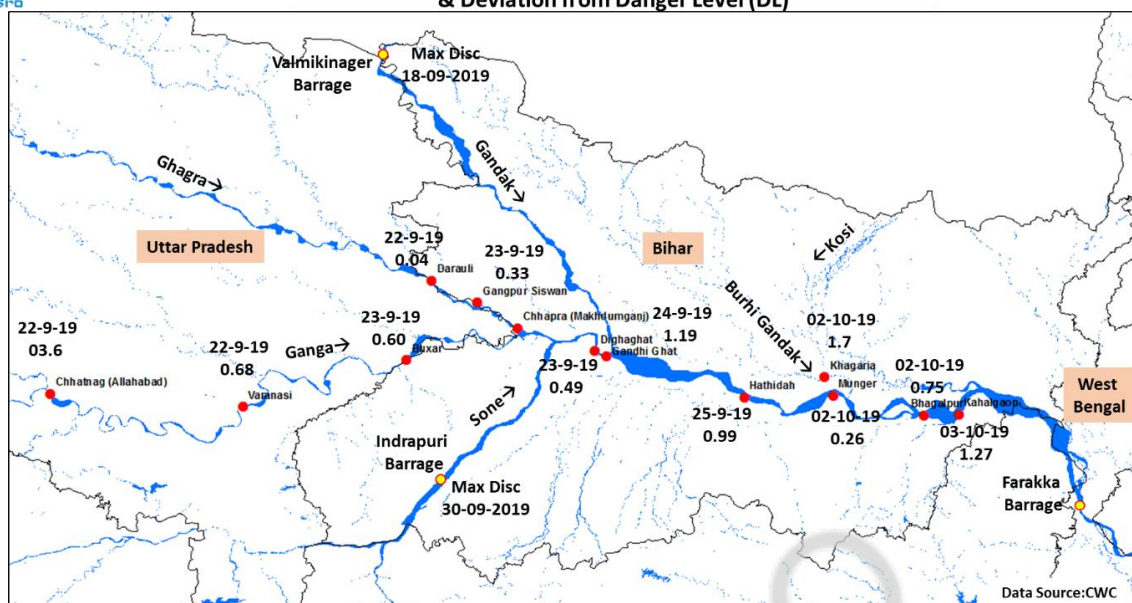 & Deviation from Danger Level (DL)
Valmikinager
Barrage
Max Disc
18-09-2019
Ghagra
Gandak
Uttar Pradesh
22-9-19
0.04
Darauli
23-9-19
0.33
Gangpur Siswan
Bihar
Kosi
Burhi Gandak
22-9-19
03.6
Chhatnag (Allahabad)
22-9-19
0.68
Varanasi
Ganga
23-9-19
0.60
Buxar
Chhapra (Makhdumganj)
24-9-19
1.19
Dighaghat
Gandhi Ghat
23-9-19
0.49
02-10-19
1.7
Khagaria
Munger
Hathidah
25-9-19
0.99
02-10-19
0.26
02-10-19
0.75
Bhagalpur
Kahalgaon
03-10-19
1.27
West
Bengal
Sone
Indrapuri
Barrage
Max Disc
30-09-2019
Farakka
Barrage
Data Source:CWC